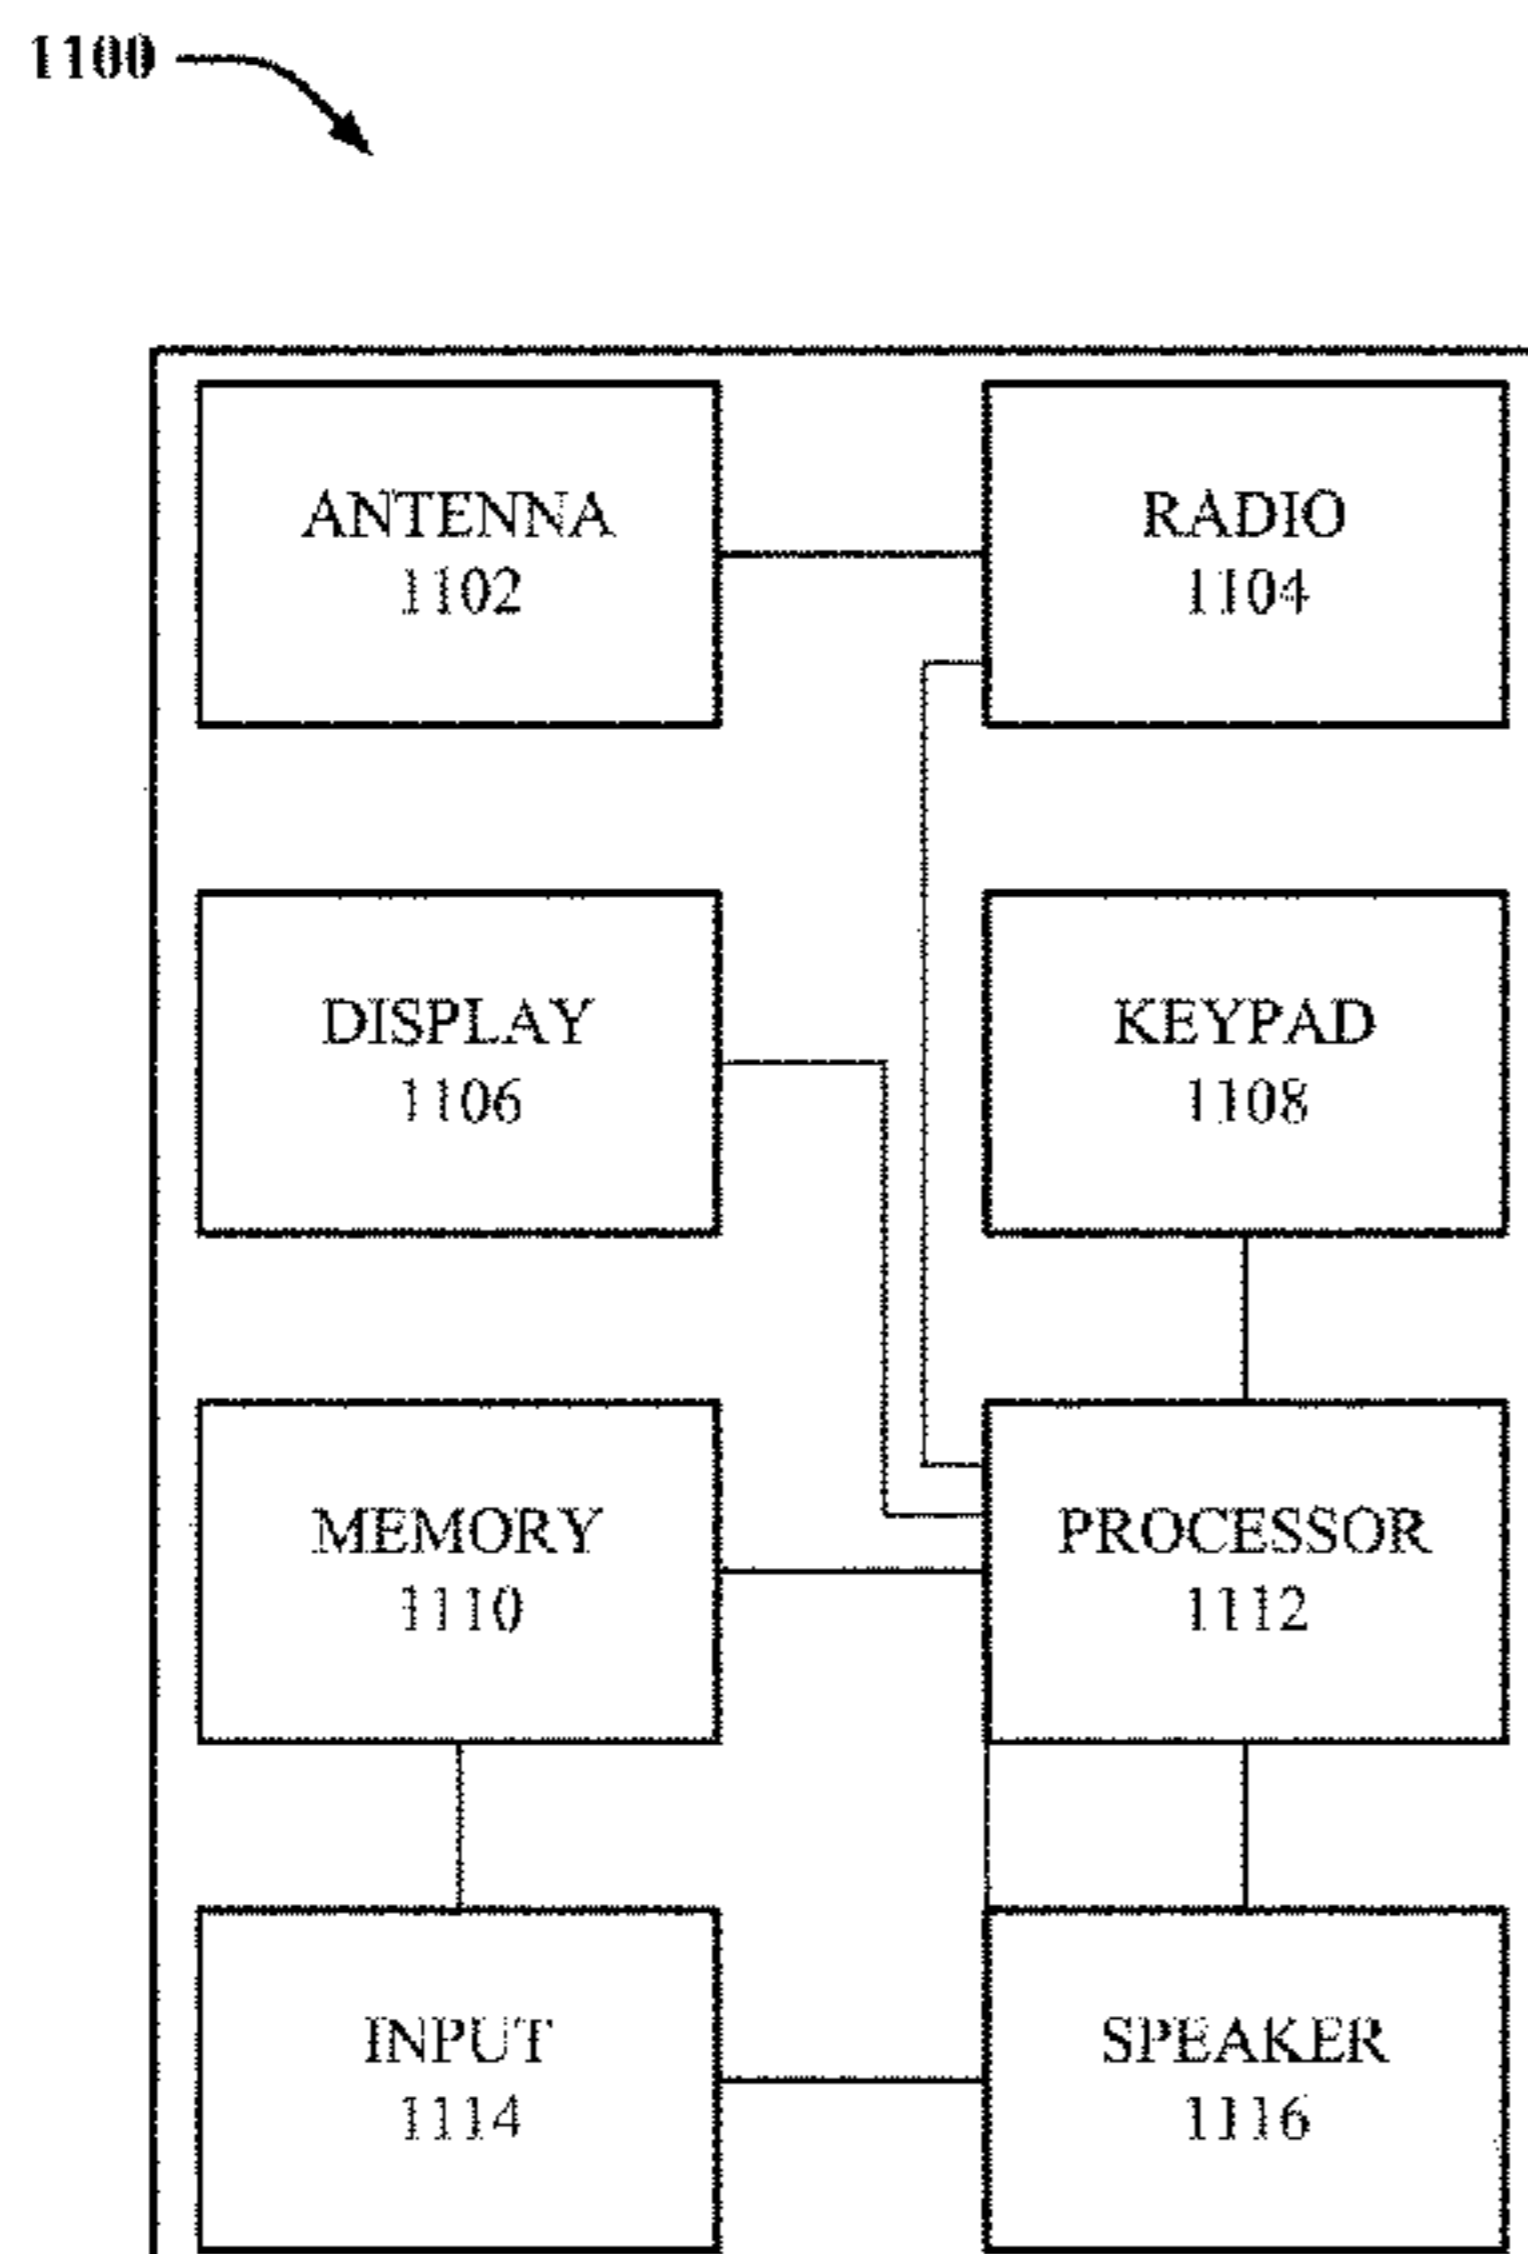 1100
ANTENNA
1102
RADIO
1104
DISPLAY
1106
KEYPAD
1108
MEMORY
1110
PROCESSOR
1112
INPUT
1114
SPEAKER
1116